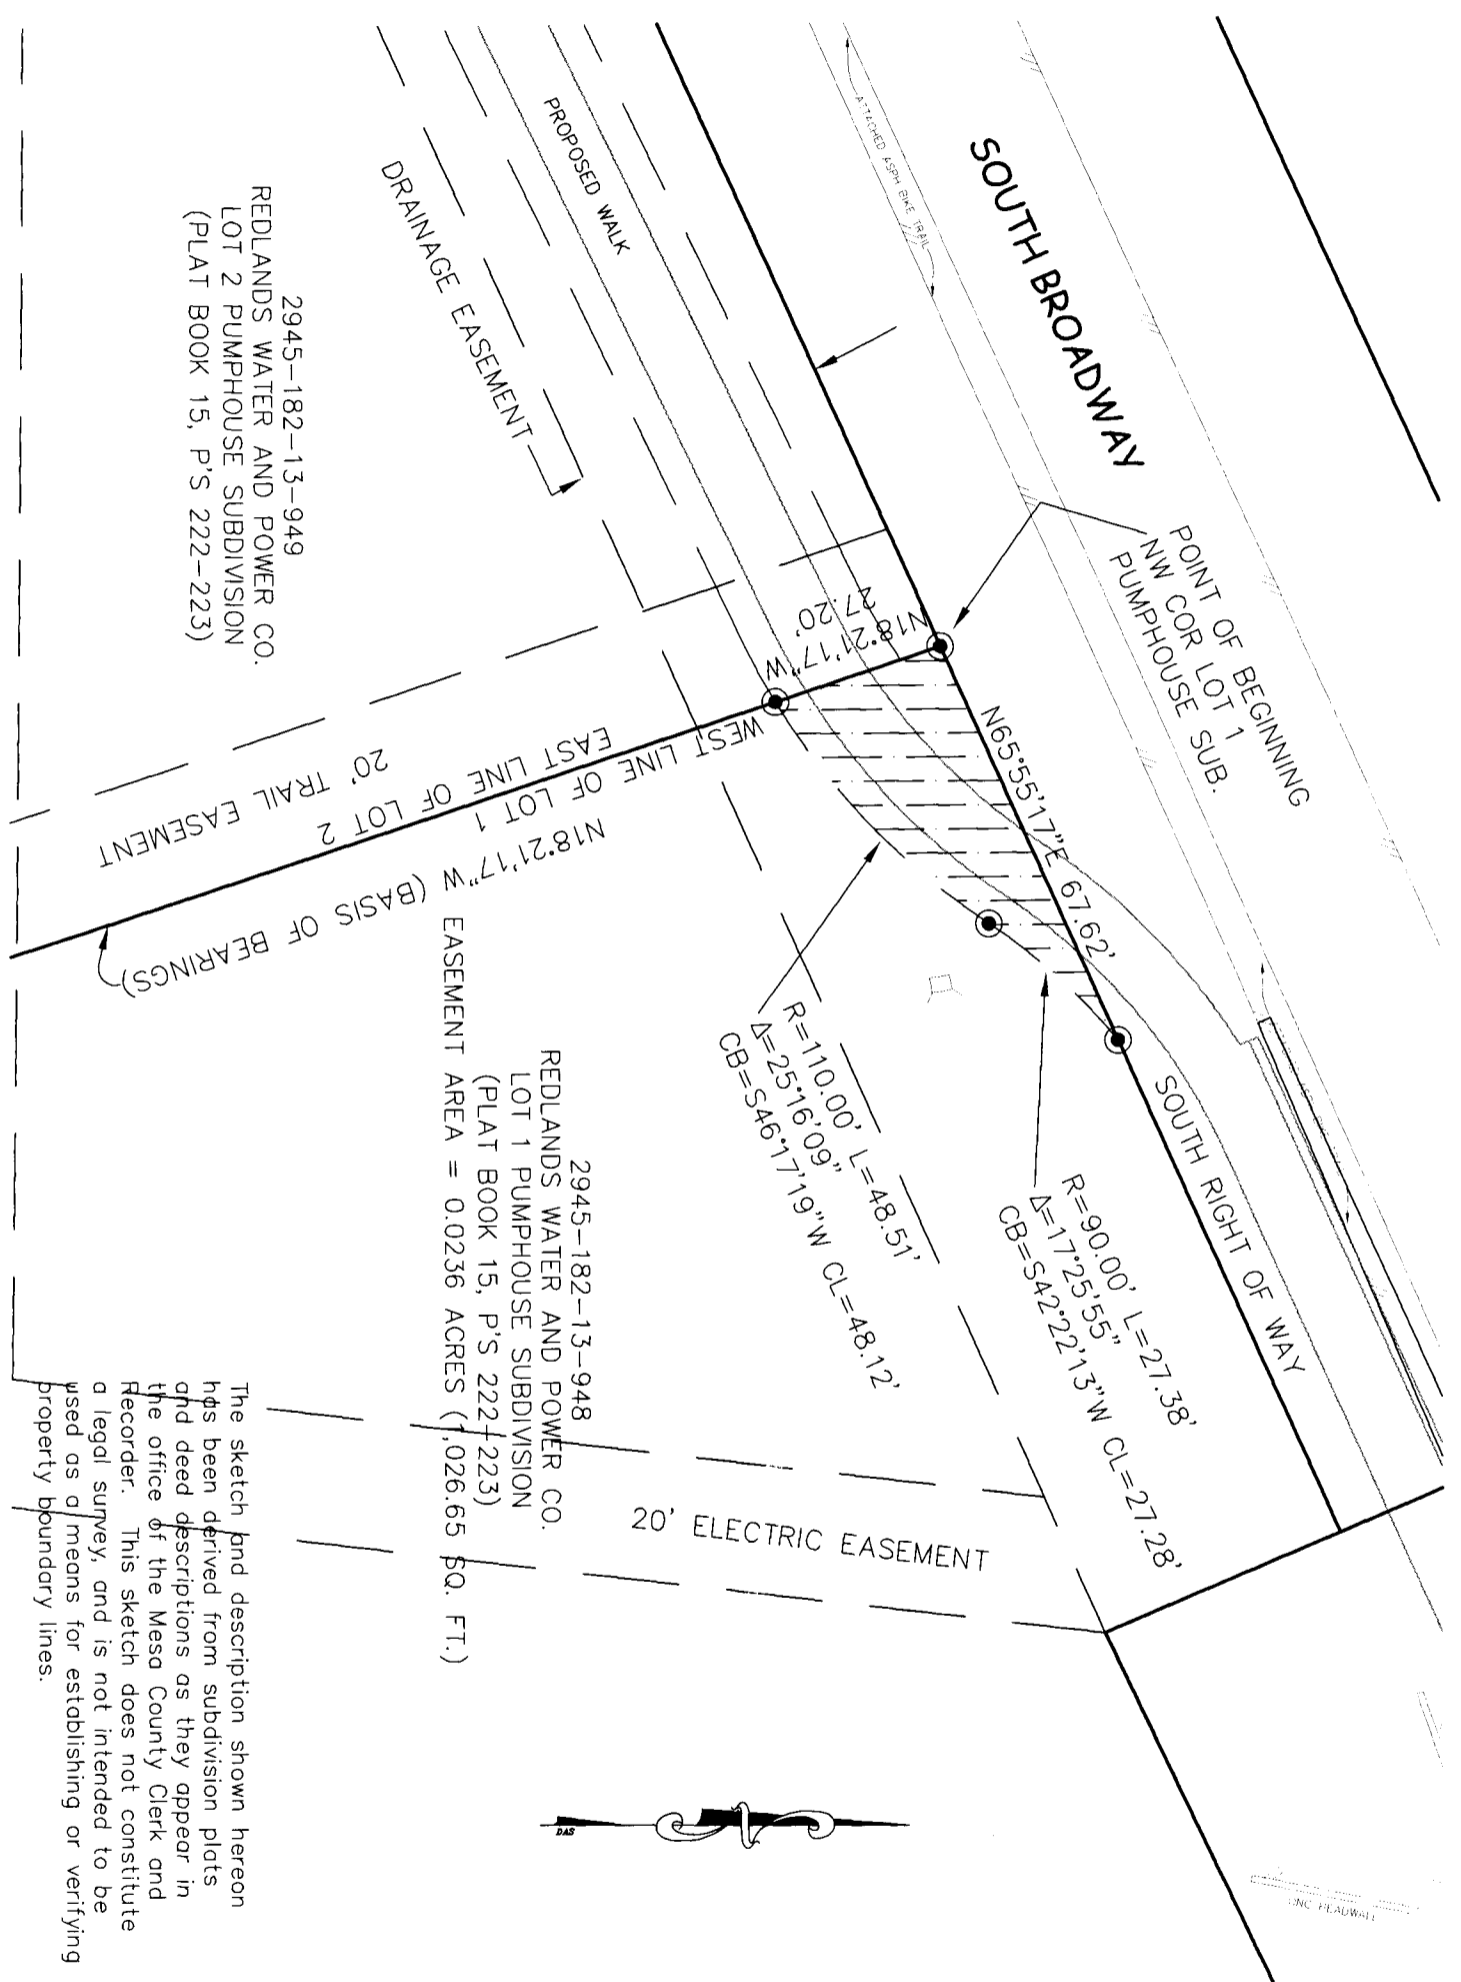 SOUTH BROADWAY
ATTACHED ASPH BIKE TRAIL
PROPOSED WALK
DRAINAGE EASEMENT
POINT OF BEGINNING
NW COR LOT 1
PUMPHOUSE SUB.
N18°21'17"W
27.20'
N65°55'17"E 67.62'
SOUTH RIGHT OF WAY
R=90.00' L=27.38'
Δ=17°25'55"
CB=S42°22'13"W CL=27.28'
R=110.00' L=48.51'
Δ=25°16'09"
CB=S46°17'19"W CL=48.12'
2945-182-13-949
REDLANDS WATER AND POWER CO.
LOT 2 PUMPHOUSE SUBDIVISION
(PLAT BOOK 15, P'S 222-223)
20' TRAIL EASEMENT
EAST LINE OF LOT 2
WEST LINE OF LOT 1
N18°21'17"W (BASIS OF BEARINGS)
2945-182-13-948
REDLANDS WATER AND POWER CO.
LOT 1 PUMPHOUSE SUBDIVISION
(PLAT BOOK 15, P'S 222-223)
EASEMENT AREA = 0.0236 ACRES (1,026.65 SQ. FT.)
20' ELECTRIC EASEMENT
The sketch and description shown hereon
has been derived from subdivision plats
and deed descriptions as they appear in
the office of the Mesa County Clerk and
Recorder. This sketch does not constitute
a legal survey, and is not intended to be
used as a means for establishing or verifying
property boundary lines.
DAS
HEADWALL